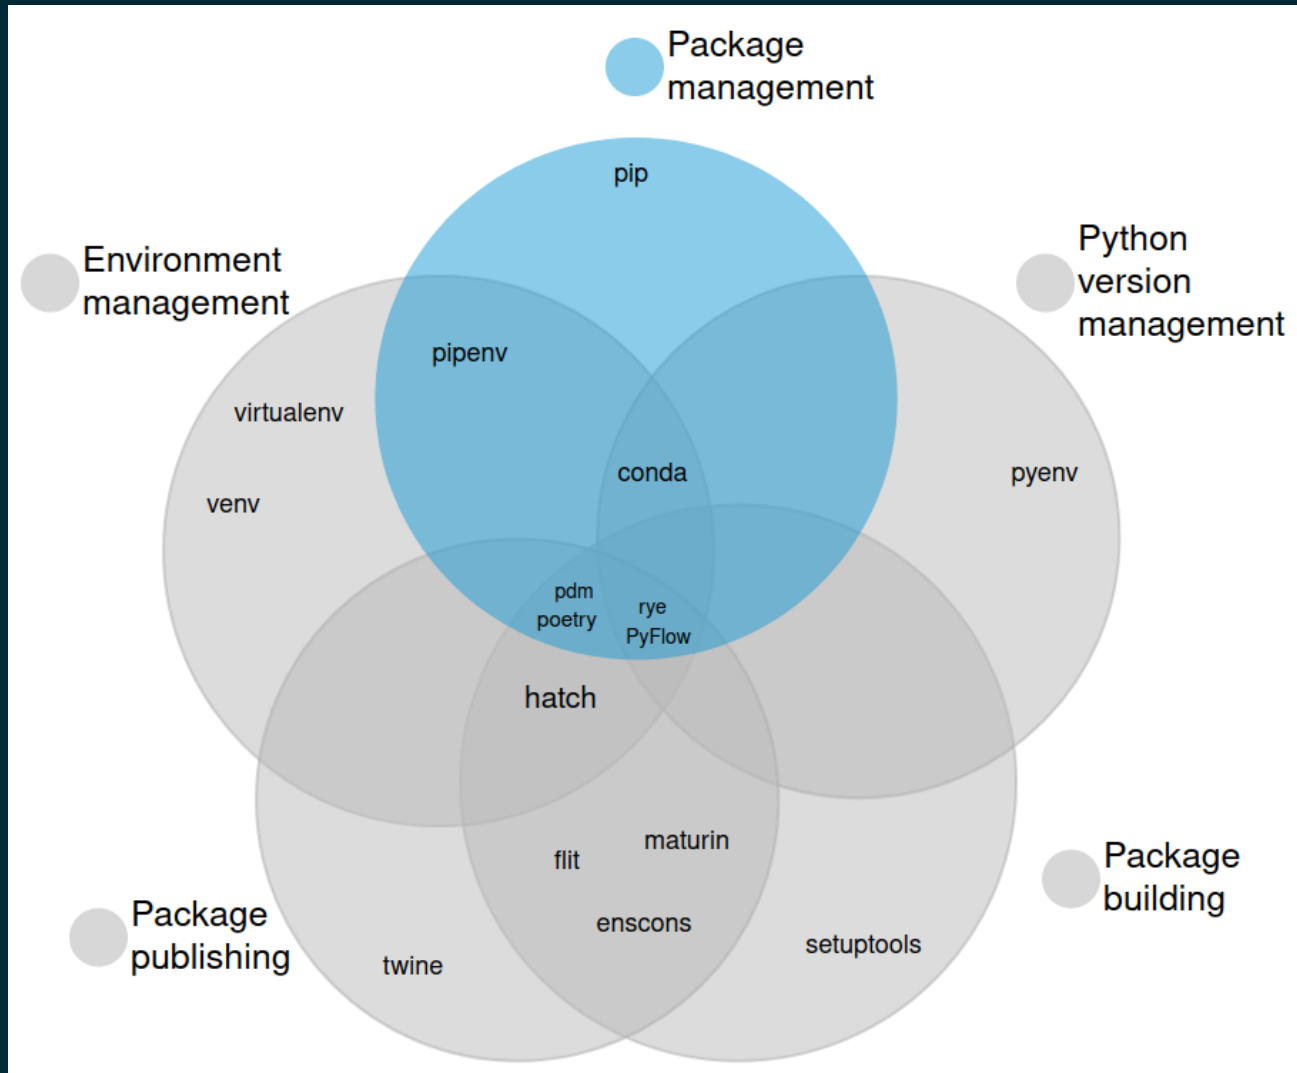 Package
management
pip
Environment
management
Python
version
management
pipenv
virtualenv
conda
pyenv
venv
pdm
poetry
rye
PyFlow
hatch
maturin
flit
enscons
Package
building
Package
publishing
setuptools
twine